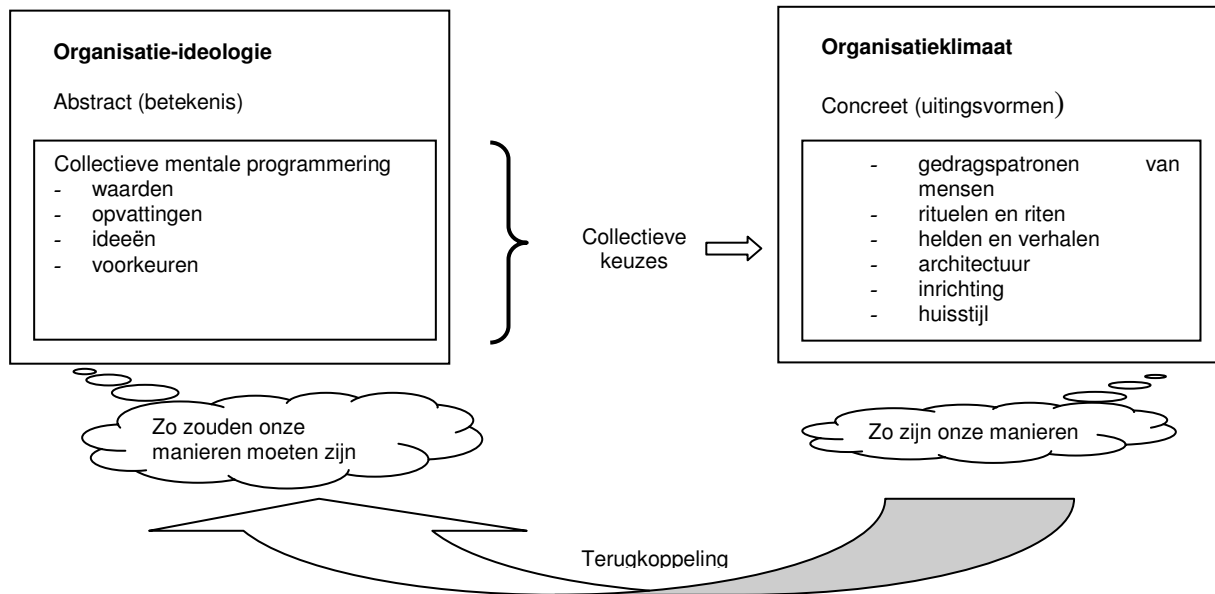 Organisatie-ideologie
Abstract (betekenis)
Collectieve mentale programmering
- waarden
- opvattingen
- ideeën
- voorkeuren
Collectieve
keuzes
Organisatieklimaat
Concreet (uitingsvormen)
- gedragspatronen van
mensen
- rituelen en riten
- helden en verhalen
- architectuur
- inrichting
- huisstijl
Zo zouden onze
manieren moeten zijn
Zo zijn onze manieren
Terugkoppeling